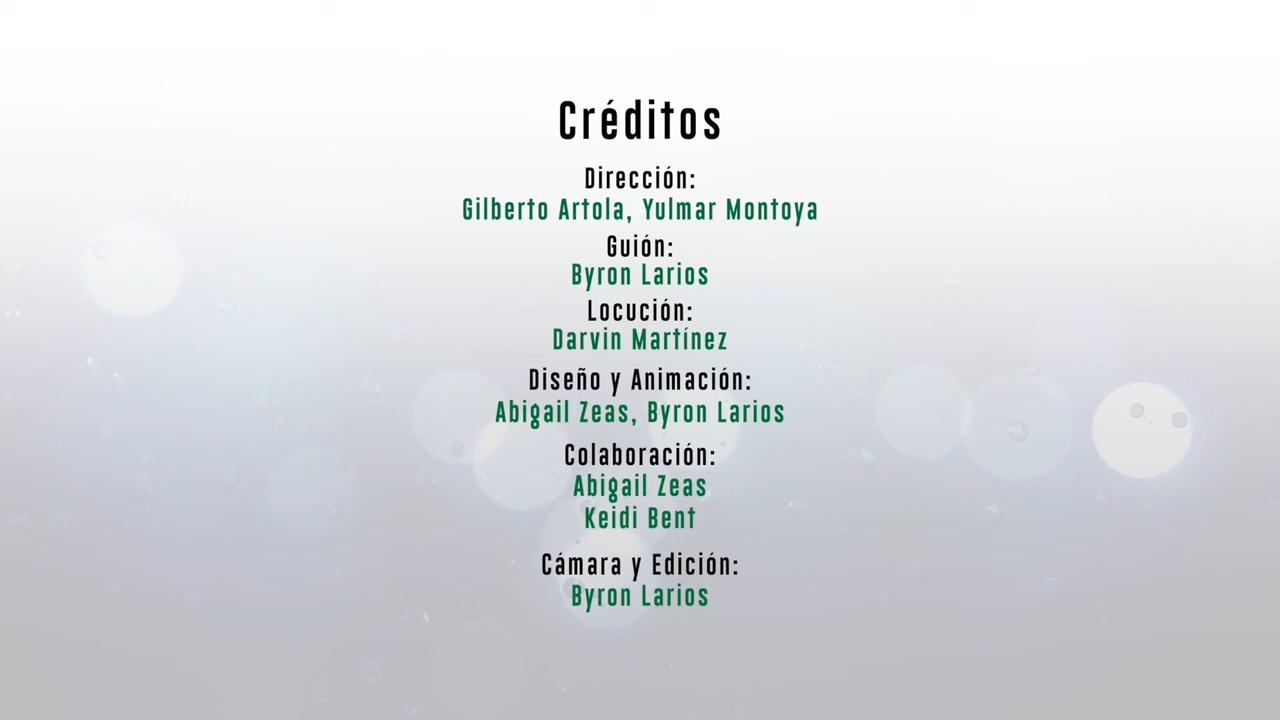 Créditos
Dirección:
Gilberto Artola, Yulmar Montoya
Guión:
Byron Larios
Locución:
Darvin Martínez
Diseño y Animación:
Abigail Zeas, Byron Larios
Colaboración:
Abigail Zeas
Keidi Bent
Cámara y Edición:
Byron Larios